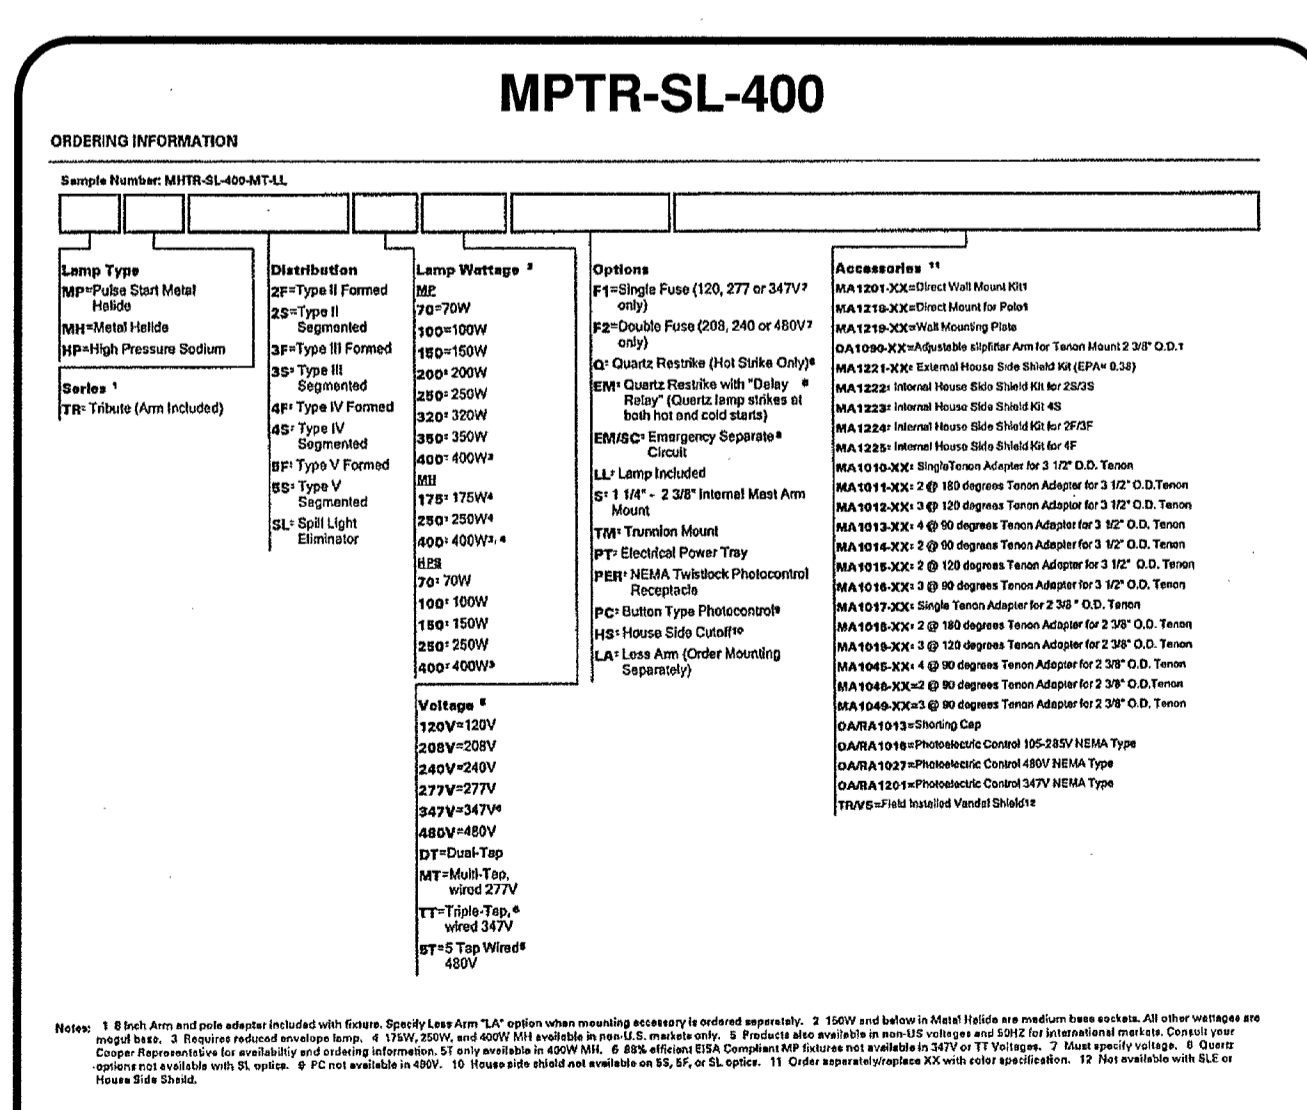 MPTR-SL-400
ORDERING INFORMATION
Sample Number: MHTR-SL-400-MT-LL
Lamp Type
MP=Pulse Start Metal
Halide
MH=Metal Halide
HP=High Pressure Sodium
Series 1
TR= Tribute (Arm Included)
Distribution
2F=Type II Formed
2S=Type II
Segmented
3F=Type III Formed
3S= Type III
Segmented
4F= Type IV Formed
4S= Type IV
Segmented
5F= Type V Formed
5S= Type V
Segmented
SL= Spill Light
Eliminator
Lamp Wattage 2
MP
70=70W
100=100W
150=150W
200= 200W
250= 250W
320= 320W
350= 350W
400= 400W3
MH
175= 175W4
250= 250W4
400= 400W3, 4
HPS
70= 70W
100= 100W
150= 150W
250= 250W
400= 400W3
Voltage 5
120V=120V
208V=208V
240V=240V
277V=277V
347V=347V6
480V=480V
DT=Dual-Tap
MT=Multi-Tap,
wired 277V
TT=Triple-Tap, 6
wired 347V
5T=5 Tap Wired5
480V
Options
F1=Single Fuse (120, 277 or 347V7
only)
F2=Double Fuse (208, 240 or 480V7
only)
Q= Quartz Restrike (Hot Strike Only)8
EM= Quartz Restrike with "Delay 8
Relay" (Quartz lamp strikes at
both hot and cold starts)
EM/SC= Emergency Separate8
Circuit
LL= Lamp Included
S= 1 1/4" - 2 3/8" Internal Mast Arm
Mount
TM= Trunnion Mount
PT= Electrical Power Tray
PER= NEMA Twistlock Photocontrol
Receptacle
PC= Button Type Photocontrol9
HS= House Side Cutoff10
LA= Less Arm (Order Mounting
Separately)
Accessories 11
MA1201-XX=Direct Wall Mount Kit1
MA1218-XX=Direct Mount for Pole1
MA1219-XX=Wall Mounting Plate
OA1090-XX=Adjustable slipfitter Arm for Tenon Mount 2 3/8" O.D.1
MA1221-XX= External House Side Shield Kit (EPA= 0.38)
MA1222= Internal House Side Shield Kit for 2S/3S
MA1223= Internal House Side Shield Kit 4S
MA1224= Internal House Side Shield Kit for 2F/3F
MA1225= Internal House Side Shield Kit for 4F
MA1010-XX= SingleTenon Adapter for 3 1/2" O.D. Tenon
MA1011-XX= 2 @ 180 degrees Tenon Adapter for 3 1/2" O.D.Tenon
MA1012-XX= 3 @ 120 degrees Tenon Adapter for 3 1/2" O.D. Tenon
MA1013-XX= 4 @ 90 degrees Tenon Adapter for 3 1/2" O.D. Tenon
MA1014-XX= 2 @ 90 degrees Tenon Adapter for 3 1/2" O.D. Tenon
MA1015-XX= 2 @ 120 degrees Tenon Adapter for 3 1/2" O.D. Tenon
MA1016-XX= 3 @ 90 degrees Tenon Adapter for 3 1/2" O.D. Tenon
MA1017-XX= Single Tenon Adapter for 2 3/8 " O.D. Tenon
MA1018-XX= 2 @ 180 degrees Tenon Adapter for 2 3/8" O.D. Tenon
MA1019-XX= 3 @ 120 degrees Tenon Adapter for 2 3/8" O.D. Tenon
MA1045-XX= 4 @ 90 degrees Tenon Adapter for 2 3/8" O.D. Tenon
MA1048-XX=2 @ 90 degrees Tenon Adapter for 2 3/8" O.D.Tenon
MA1049-XX=3 @ 90 degrees Tenon Adapter for 2 3/8" O.D. Tenon
OA/RA1013=Shorting Cap
OA/RA1016=Photoelectric Control 105-285V NEMA Type
OA/RA1027=Photoelectric Control 480V NEMA Type
OA/RA1201=Photoelectric Control 347V NEMA Type
TR/VS=Field Installed Vandal Shield12
Notes: 1 8 Inch Arm and pole adapter included with fixture. Specify Less Arm "LA" option when mounting accessory is ordered separately. 2 150W and below in Metal Halide are medium base sockets. All other wattages are
mogul base. 3 Requires reduced envelope lamp. 4 175W, 250W, and 400W MH available in non-U.S. markets only. 5 Products also available in non-US voltages and 50HZ for international markets. Consult your
Cooper Representative for availabiltiy and ordering information. 5T only available in 400W MH. 6 88% efficient EISA Compliant MP fixtures not available in 347V or TT Voltages. 7 Must specify voltage. 8 Quartz
options not available with SL optics. 9 PC not available in 480V. 10 House side shield not available on 5S, 5F, or SL optics. 11 Order separately/replace XX with color specification. 12 Not available with SLE or
House Side Sheild.